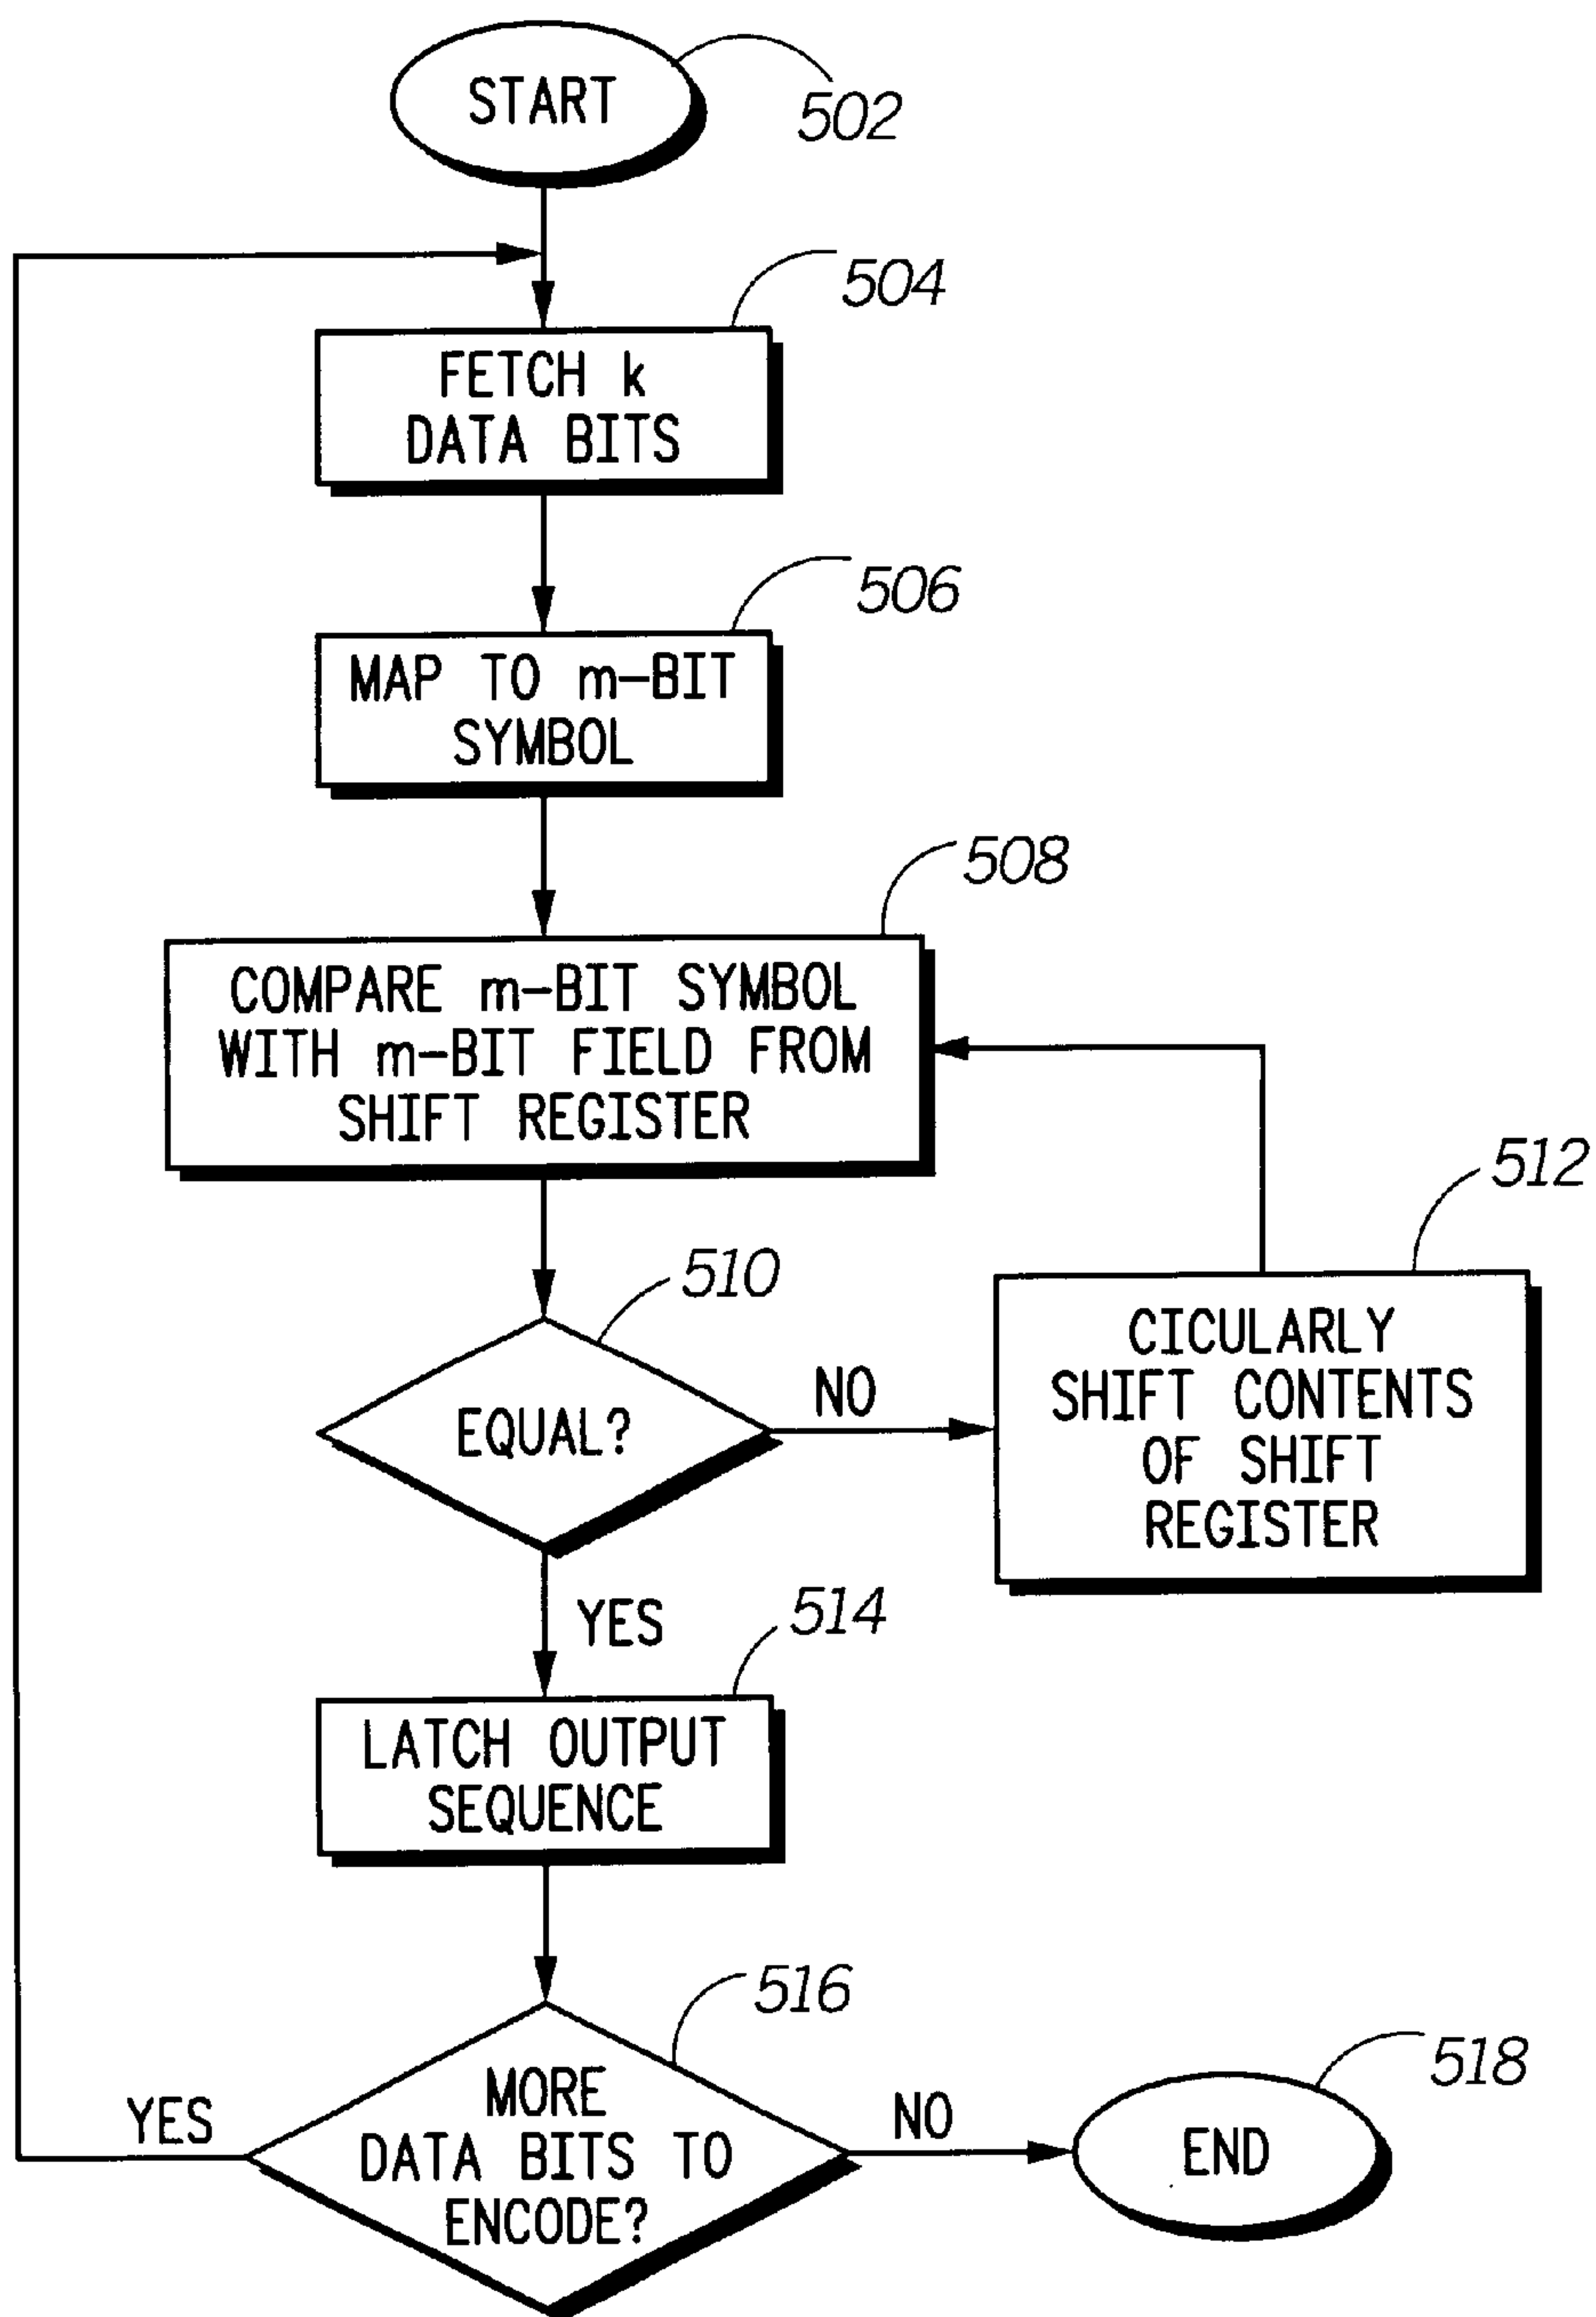 START
502
504
FETCH k
DATA BITS
506
MAP TO m-BIT
SYMBOL
508
COMPARE m-BIT SYMBOL
WITH m-BIT FIELD FROM
SHIFT REGISTER
512
510
EQUAL?
NO
CICULARLY
SHIFT CONTENTS
OF SHIFT
REGISTER
YES
514
LATCH OUTPUT
SEQUENCE
516
MORE
DATA BITS TO
ENCODE?
YES
NO
518
END